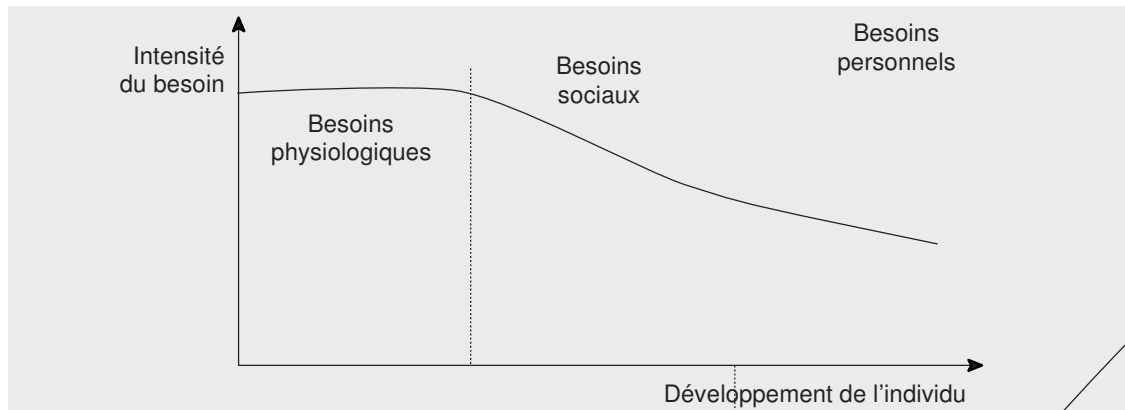 Intensité
du besoin
Besoins
physiologiques
Besoins
sociaux
Besoins
personnels
Développement de l'individu